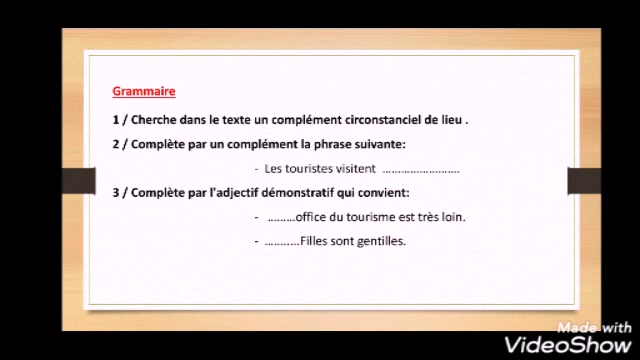 Grammaire
1 / Cherche dans le texte un complément circonstanciel de lieu .
2 / Complète par un complément la phrase suivante:
- Les touristes visitent ..........................
3 / Complète par l'adjectif démonstratif qui convient:
- .........office du tourisme est très loin.
- ...........Filles sont gentilles.
Made with
VideoShow